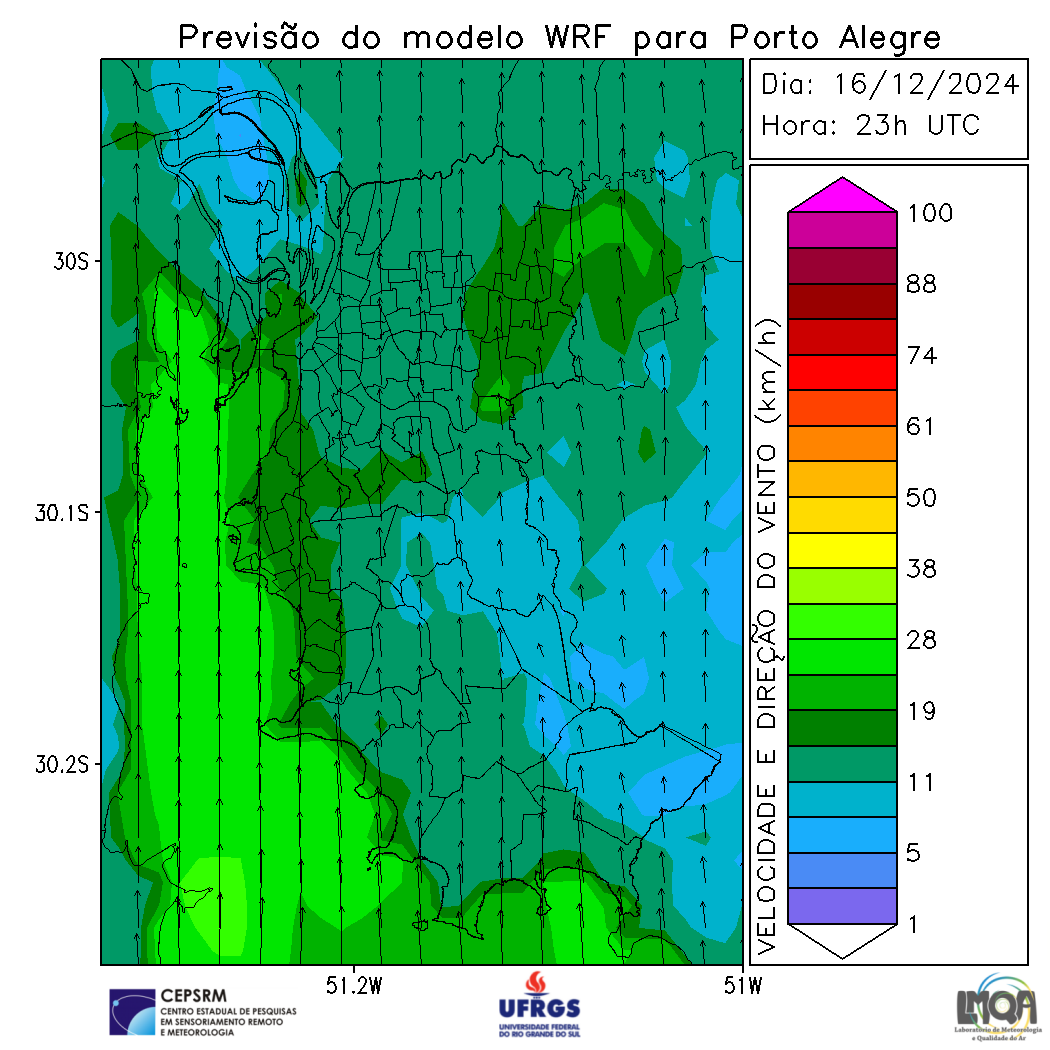 Previsão do modelo WRF para Porto Alegre
Dia: 16/12/2024
Hora: 23h UTC
30S
30.1S
30.2S
51.2W
51W
VELOCIDADE E DIREÇÃO DO VENTO (km/h)
100
88
74
61
50
38
28
19
11
5
1
CEPSRM
CENTRO ESTADUAL DE PESQUISAS
EM SENSORIAMENTO REMOTO
E METEOROLOGIA
UFRGS
UNIVERSIDADE FEDERAL
DO RIO GRANDE DO SUL
LMQA
Laboratório de Meteorologia
e Qualidade do Ar